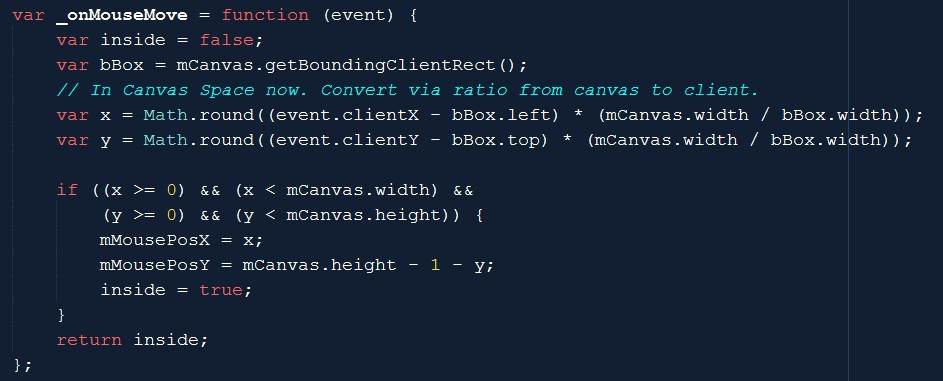 var _onMouseMove = function (event) {
    var inside = false;
    var bBox = mCanvas.getBoundingClientRect();
    // In Canvas Space now. Convert via ratio from canvas to client.
    var x = Math.round((event.clientX - bBox.left) * (mCanvas.width / bBox.width));
    var y = Math.round((event.clientY - bBox.top) * (mCanvas.width / bBox.width));

    if ((x >= 0) && (x < mCanvas.width) &&
        (y >= 0) && (y < mCanvas.height)) {
        mMousePosX = x;
        mMousePosY = mCanvas.height - 1 - y;
        inside = true;
    }
    return inside;
};